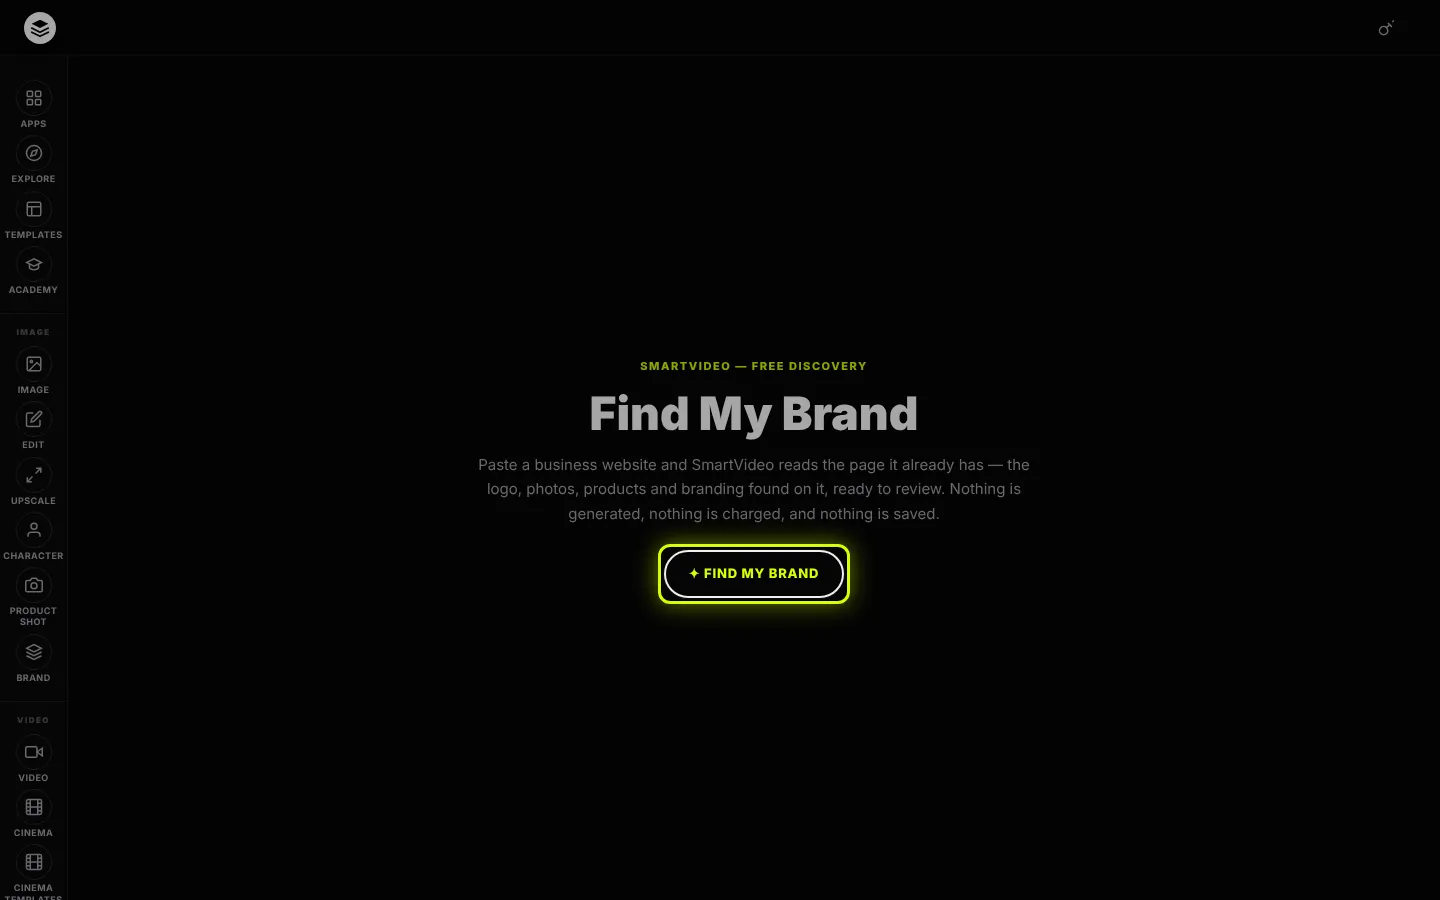 APPS
EXPLORE
TEMPLATES
ACADEMY
IMAGE
IMAGE
EDIT
UPSCALE
CHARACTER
PRODUCT
SHOT
BRAND
VIDEO
VIDEO
CINEMA
CINEMA
TEMPLATES
SMARTVIDEO — FREE DISCOVERY
Find My Brand
Paste a business website and SmartVideo reads the page it already has — the
logo, photos, products and branding found on it, ready to review. Nothing is
generated, nothing is charged, and nothing is saved.
✦ FIND MY BRAND